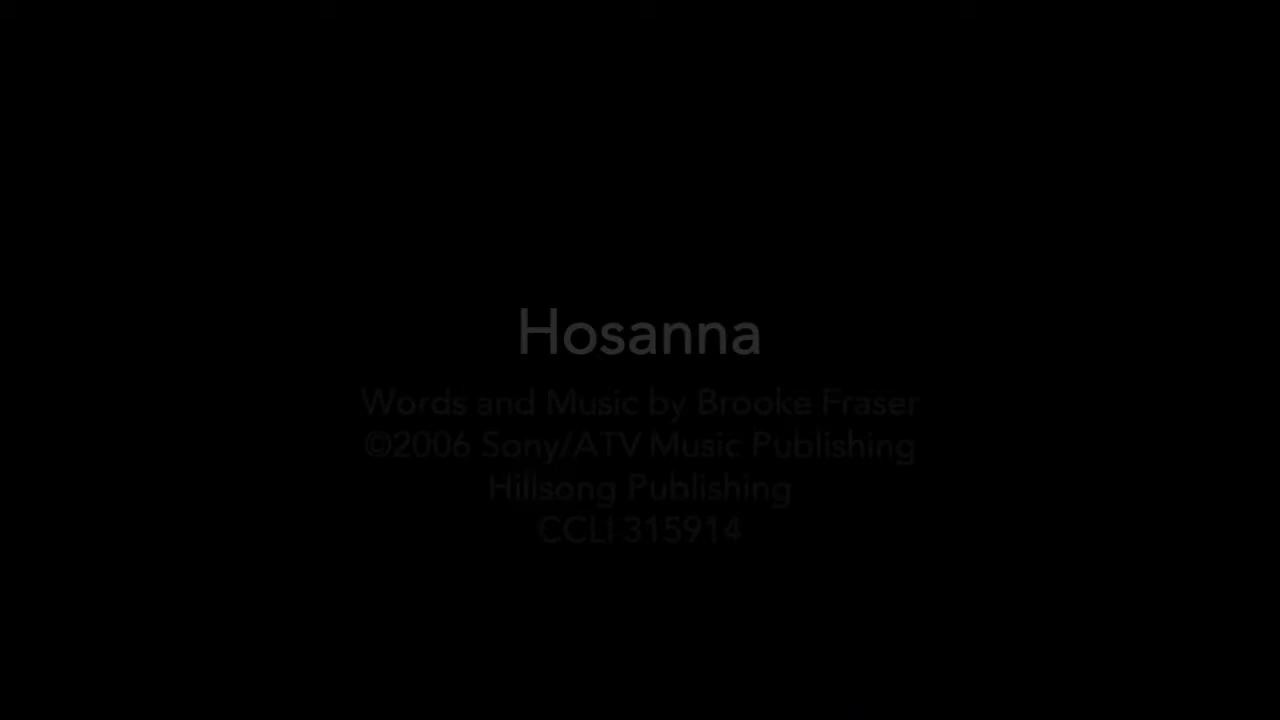 Hosanna
Words and Music by Brooke Fraser
©2006 Sony/ATV Music Publishing
Hillsong Publishing
CCLI 315914